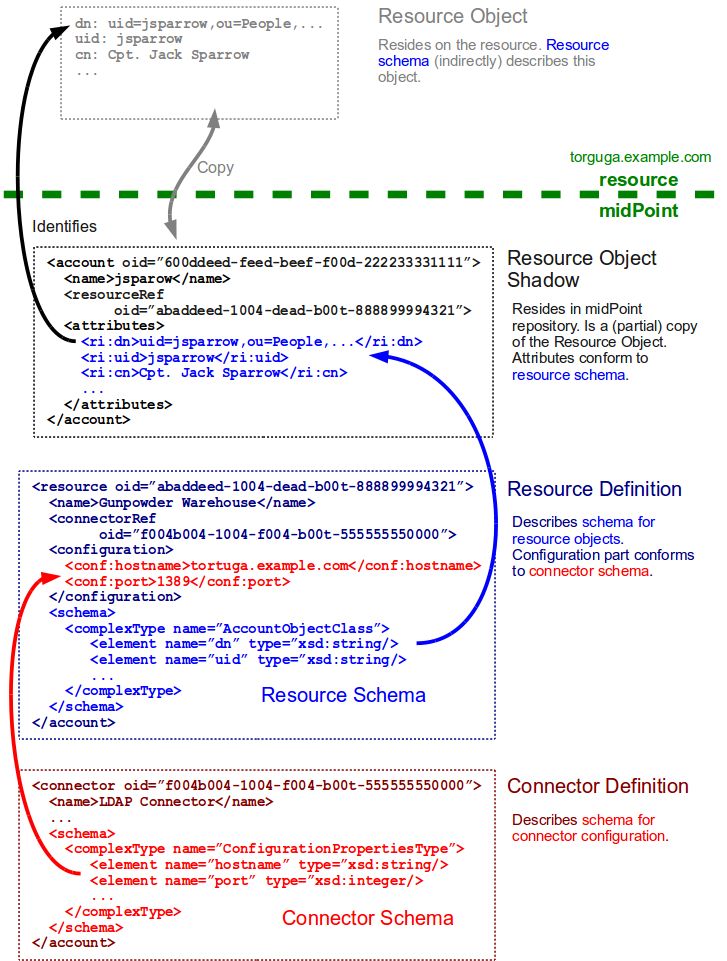 dn: uid=jsparrow,ou=People,...
uid: jsparrow
cn: Cpt. Jack Sparrow
...
Resource Object
Resides on the resource. Resource
schema (indirectly) describes this
object.
Copy
torguga.example.com
resource
midPoint
Identifies
<account oid=”600ddeed-feed-beef-f00d-222233331111”>
<name>jsparow</name>
<resourceRef
oid=”abaddeed-1004-dead-b00t-888899994321”>
<attributes>
<ri:dn>uid=jsparrow,ou=People,...</ri:dn>
<ri:uid>jsparrow</ri:uid>
<ri:cn>Cpt. Jack Sparrow</ri:cn>
...
</attributes>
</account>
Resource Object
Shadow
Resides in midPoint
repository. Is a (partial) copy
of the Resource Object.
Attributes conform to
resource schema.
<resource oid=”abaddeed-1004-dead-b00t-888899994321”>
<name>Gunpowder Warehouse</name>
<connectorRef
oid=”f004b004-1004-f004-b00t-555555550000”>
<configuration>
<conf:hostname>tortuga.example.com</conf:hostname>
<conf:port>1389</conf:port>
</configuration>
<schema>
<complexType name=”AccountObjectClass”>
<element name=”dn” type=”xsd:string/>
<element name=”uid” type=”xsd:string/>
...
</complexType>
</schema>
</account>
Resource Schema
Resource Definition
Describes schema for
resource objects.
Configuration part conforms
to connector schema.
<connector oid=”f004b004-1004-f004-b00t-555555550000”>
<name>LDAP Connector</name>
...
<schema>
<complexType name=”ConfigurationPropertiesType”>
<element name=”hostname” type=”xsd:string/>
<element name=”port” type=”xsd:integer/>
...
</complexType>
</schema>
</account>
Connector Schema
Connector Definition
Describes schema for
connector configuration.